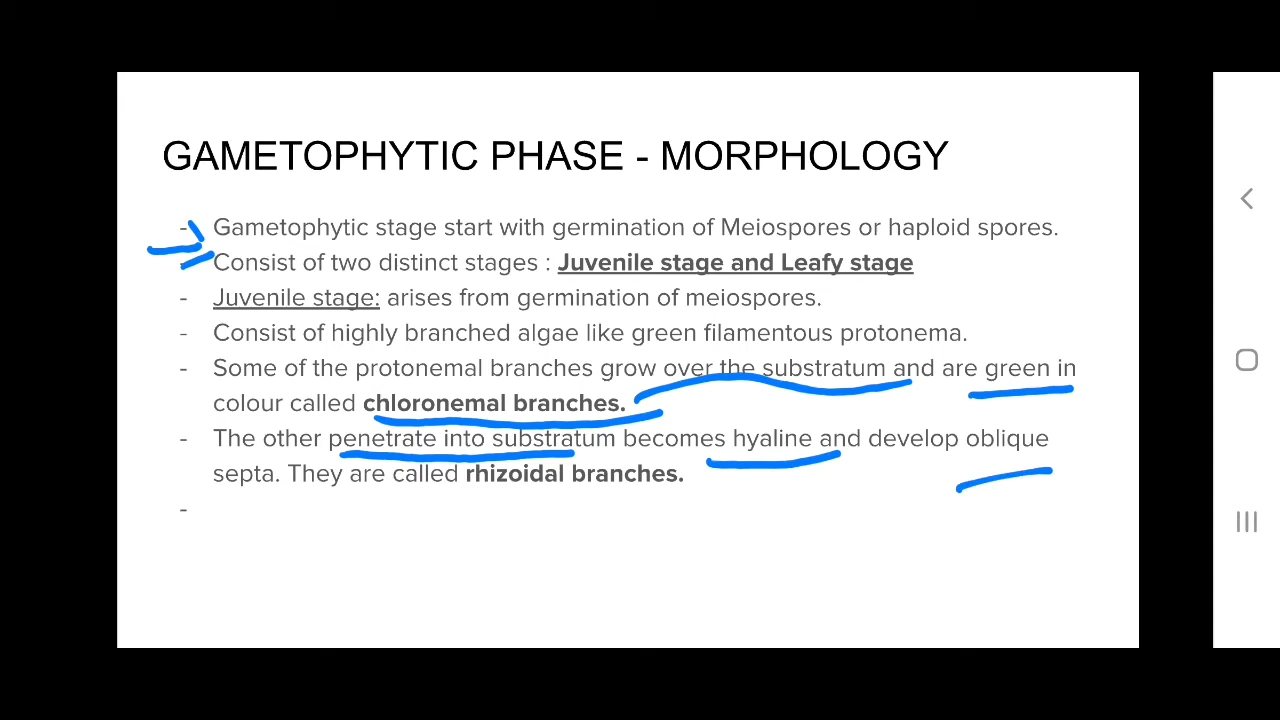 GAMETOPHYTIC PHASE - MORPHOLOGY
- Gametophytic stage start with germination of Meiospores or haploid spores.
- Consist of two distinct stages : Juvenile stage and Leafy stage
- Juvenile stage: arises from germination of meiospores.
- Consist of highly branched algae like green filamentous protonema.
- Some of the protonemal branches grow over the substratum and are green in
colour called chloronemal branches.
- The other penetrate into substratum becomes hyaline and develop oblique
septa. They are called rhizoidal branches.
-